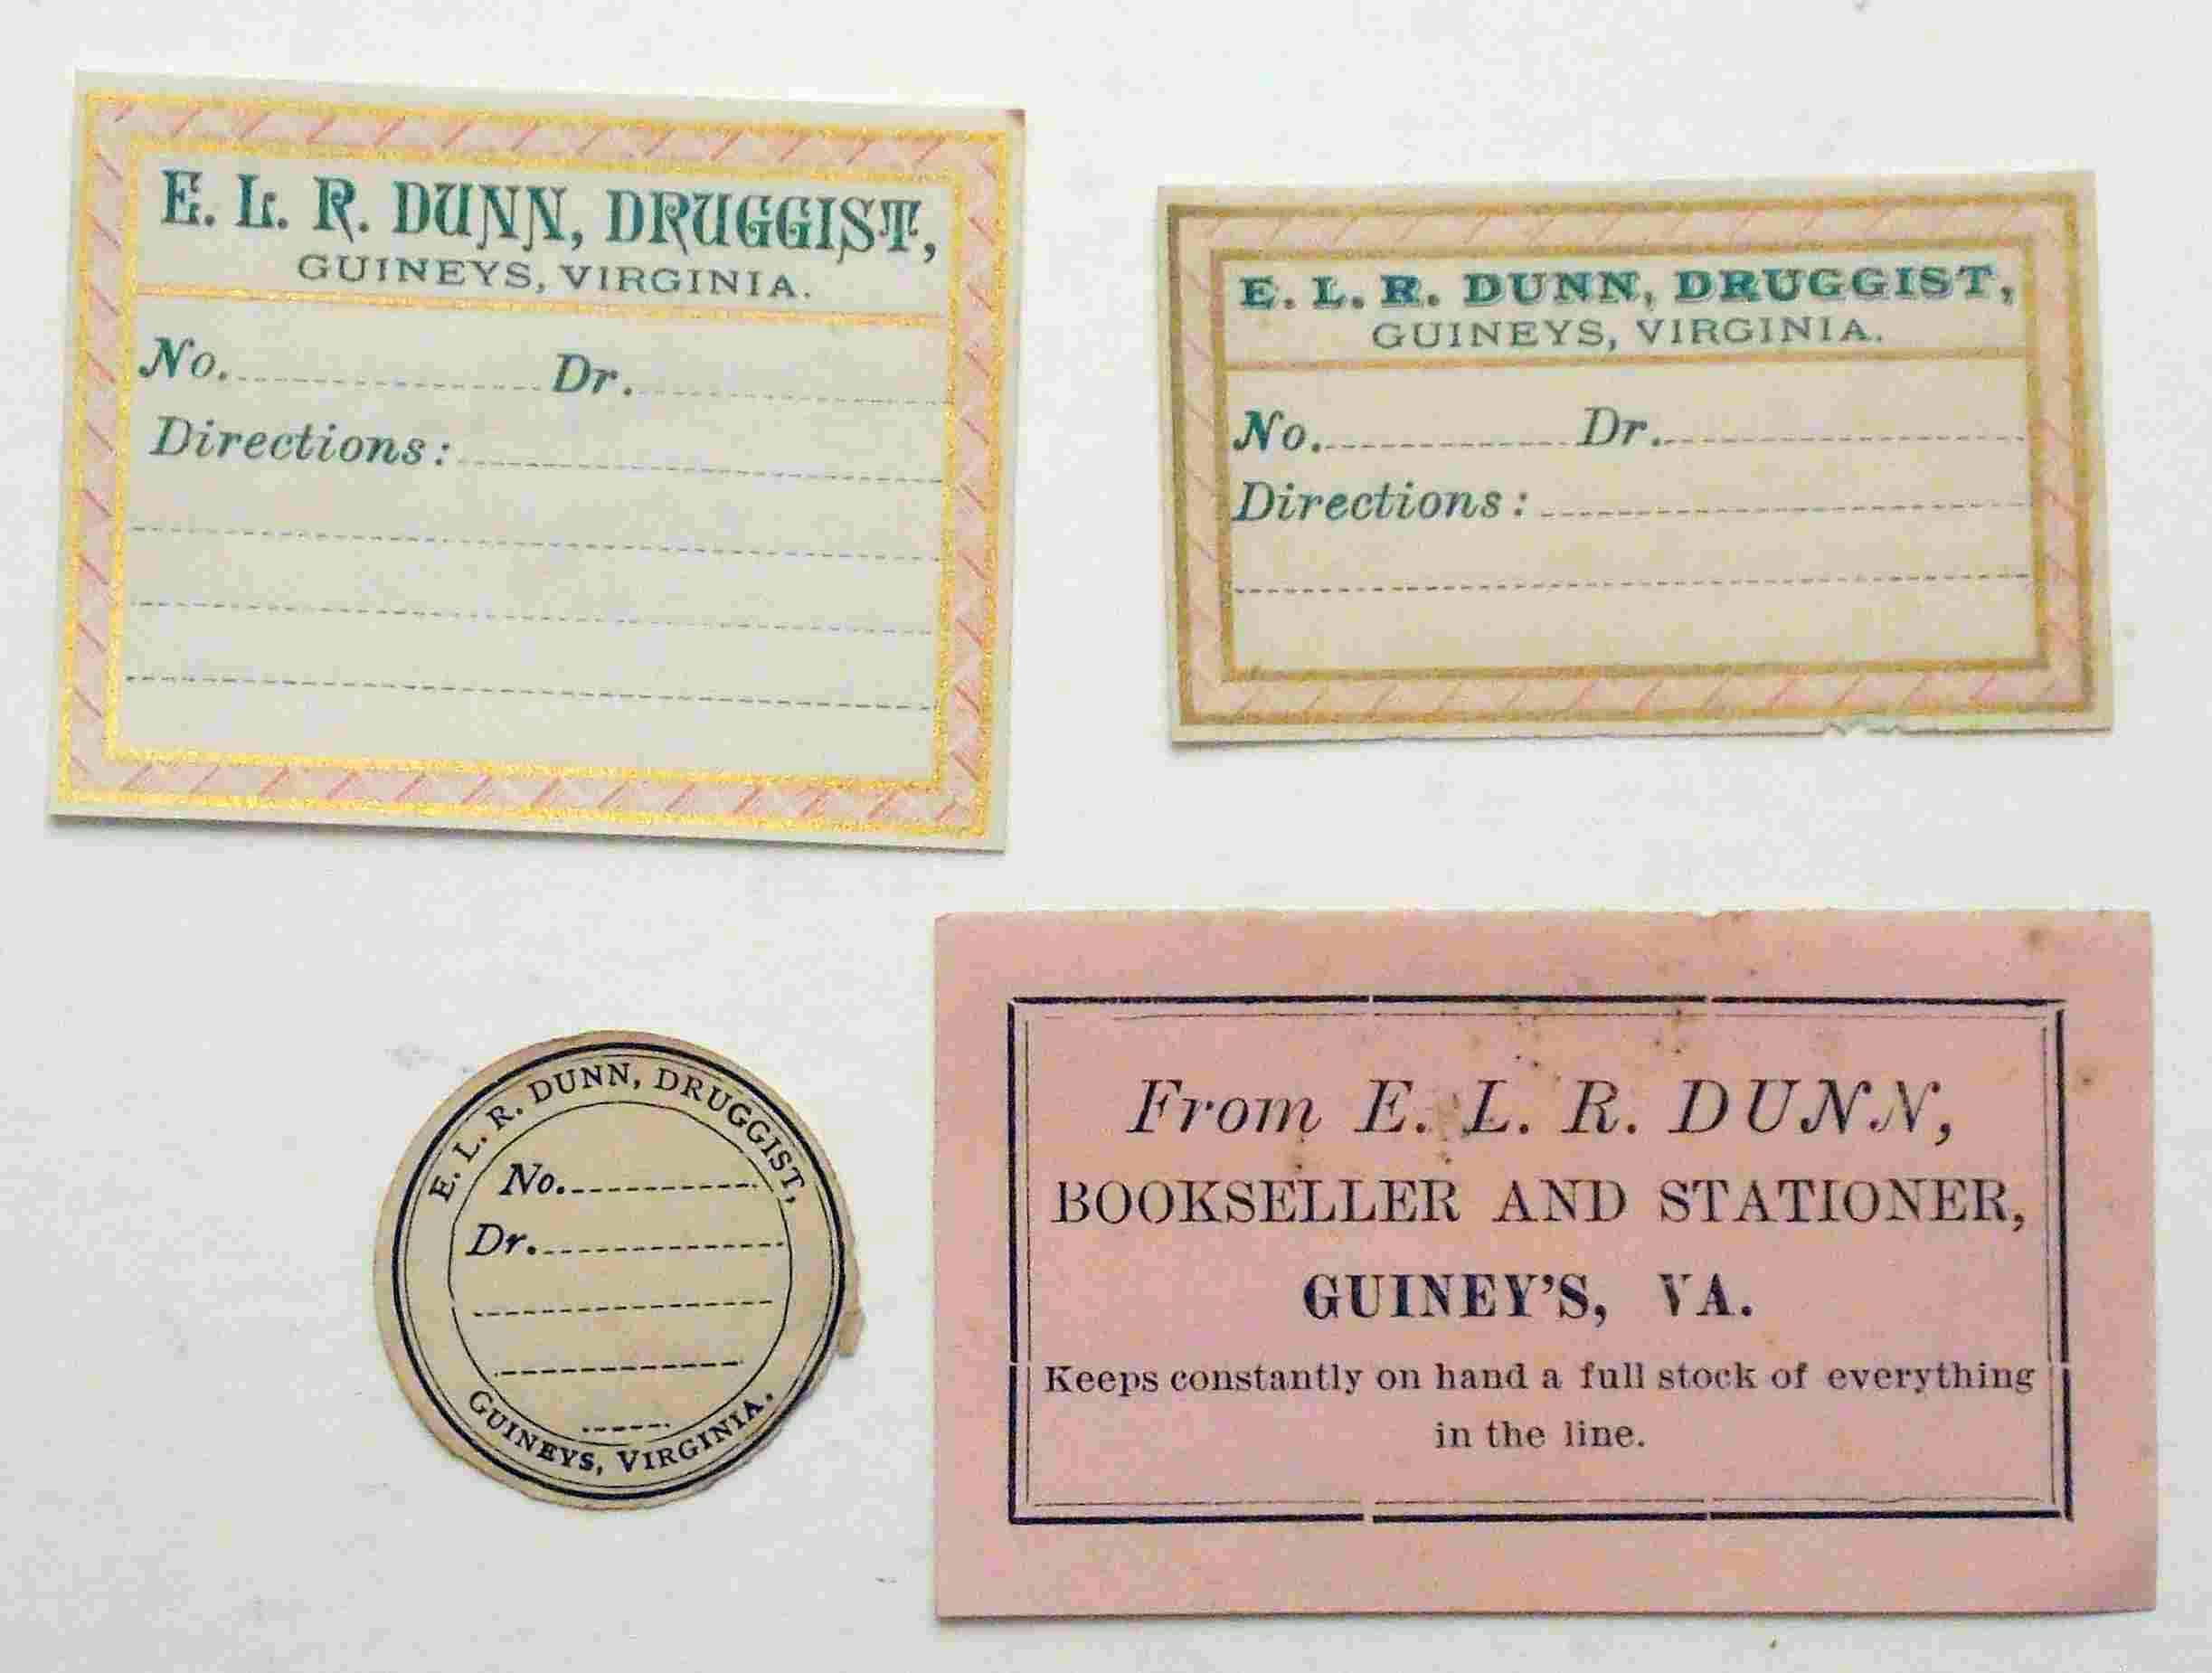 E. L. R. DUNN, DRUGGIST,
GUINEYS, VIRGINIA.
No. Dr.
Directions:
E. L. R. DUNN, DRUGGIST,
GUINEYS, VIRGINIA.
No. Dr.
Directions:
E. L. R. DUNN, DRUGGIST,
No.
Dr.
GUINEYS, VIRGINIA.
From E. L. R. DUNN,
BOOKSELLER AND STATIONER,
GUINEY'S, VA.
Keeps constantly on hand a full stock of everything
in the line.